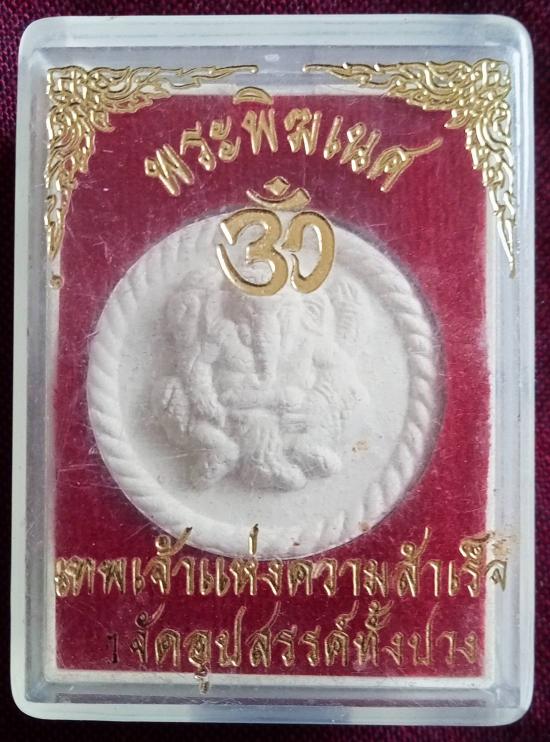 พระพิฆเนศ
ॐ
เทพเจ้าแห่งความสำเร็จ
ขจัดอุปสรรค์ทั้งปวง